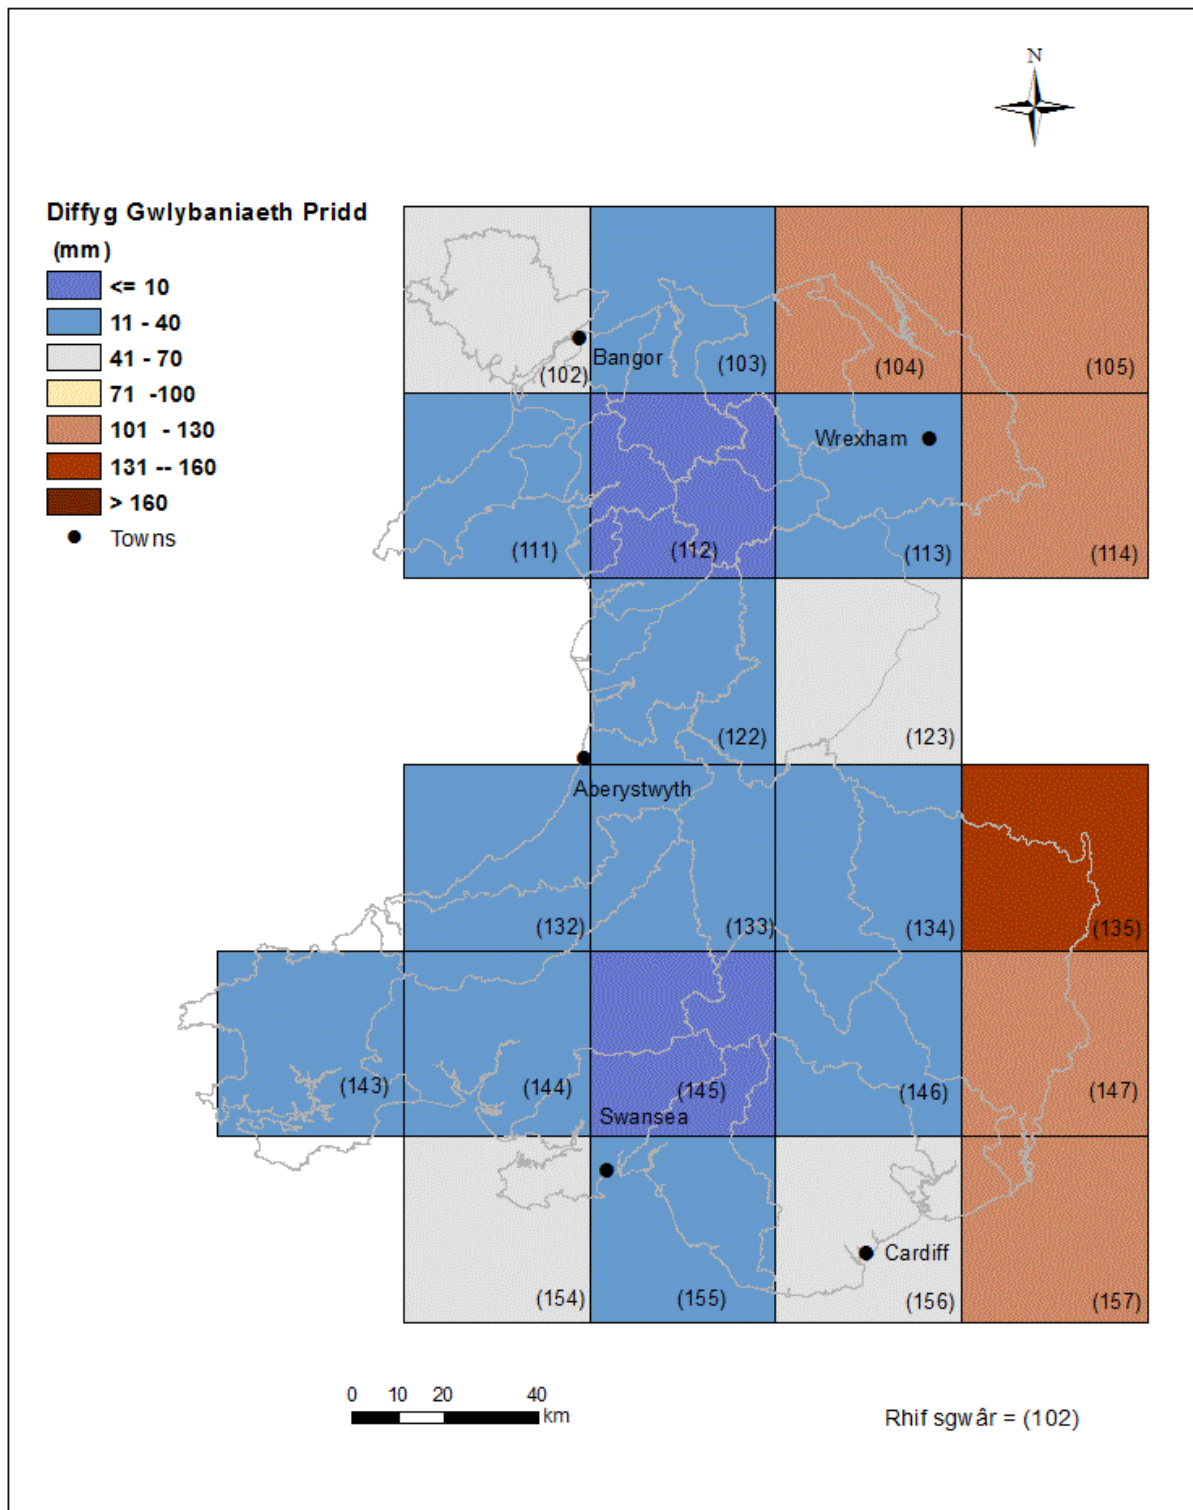 N
Diffyg Gwlybaniaeth Pridd
(mm)
<= 10
11 - 40
41 - 70
71 -100
101 - 130
131 -- 160
> 160
Towns
Bangor
(102)
(103)
(104)
(105)
Wrexham
(111)
(112)
(113)
(114)
(122)
(123)
Aberystwyth
(132)
(133)
(134)
(135)
(143)
(144)
(145)
(146)
(147)
Swansea
Cardiff
(154)
(155)
(156)
(157)
0 10 20 40
km
Rhif sgwâr = (102)